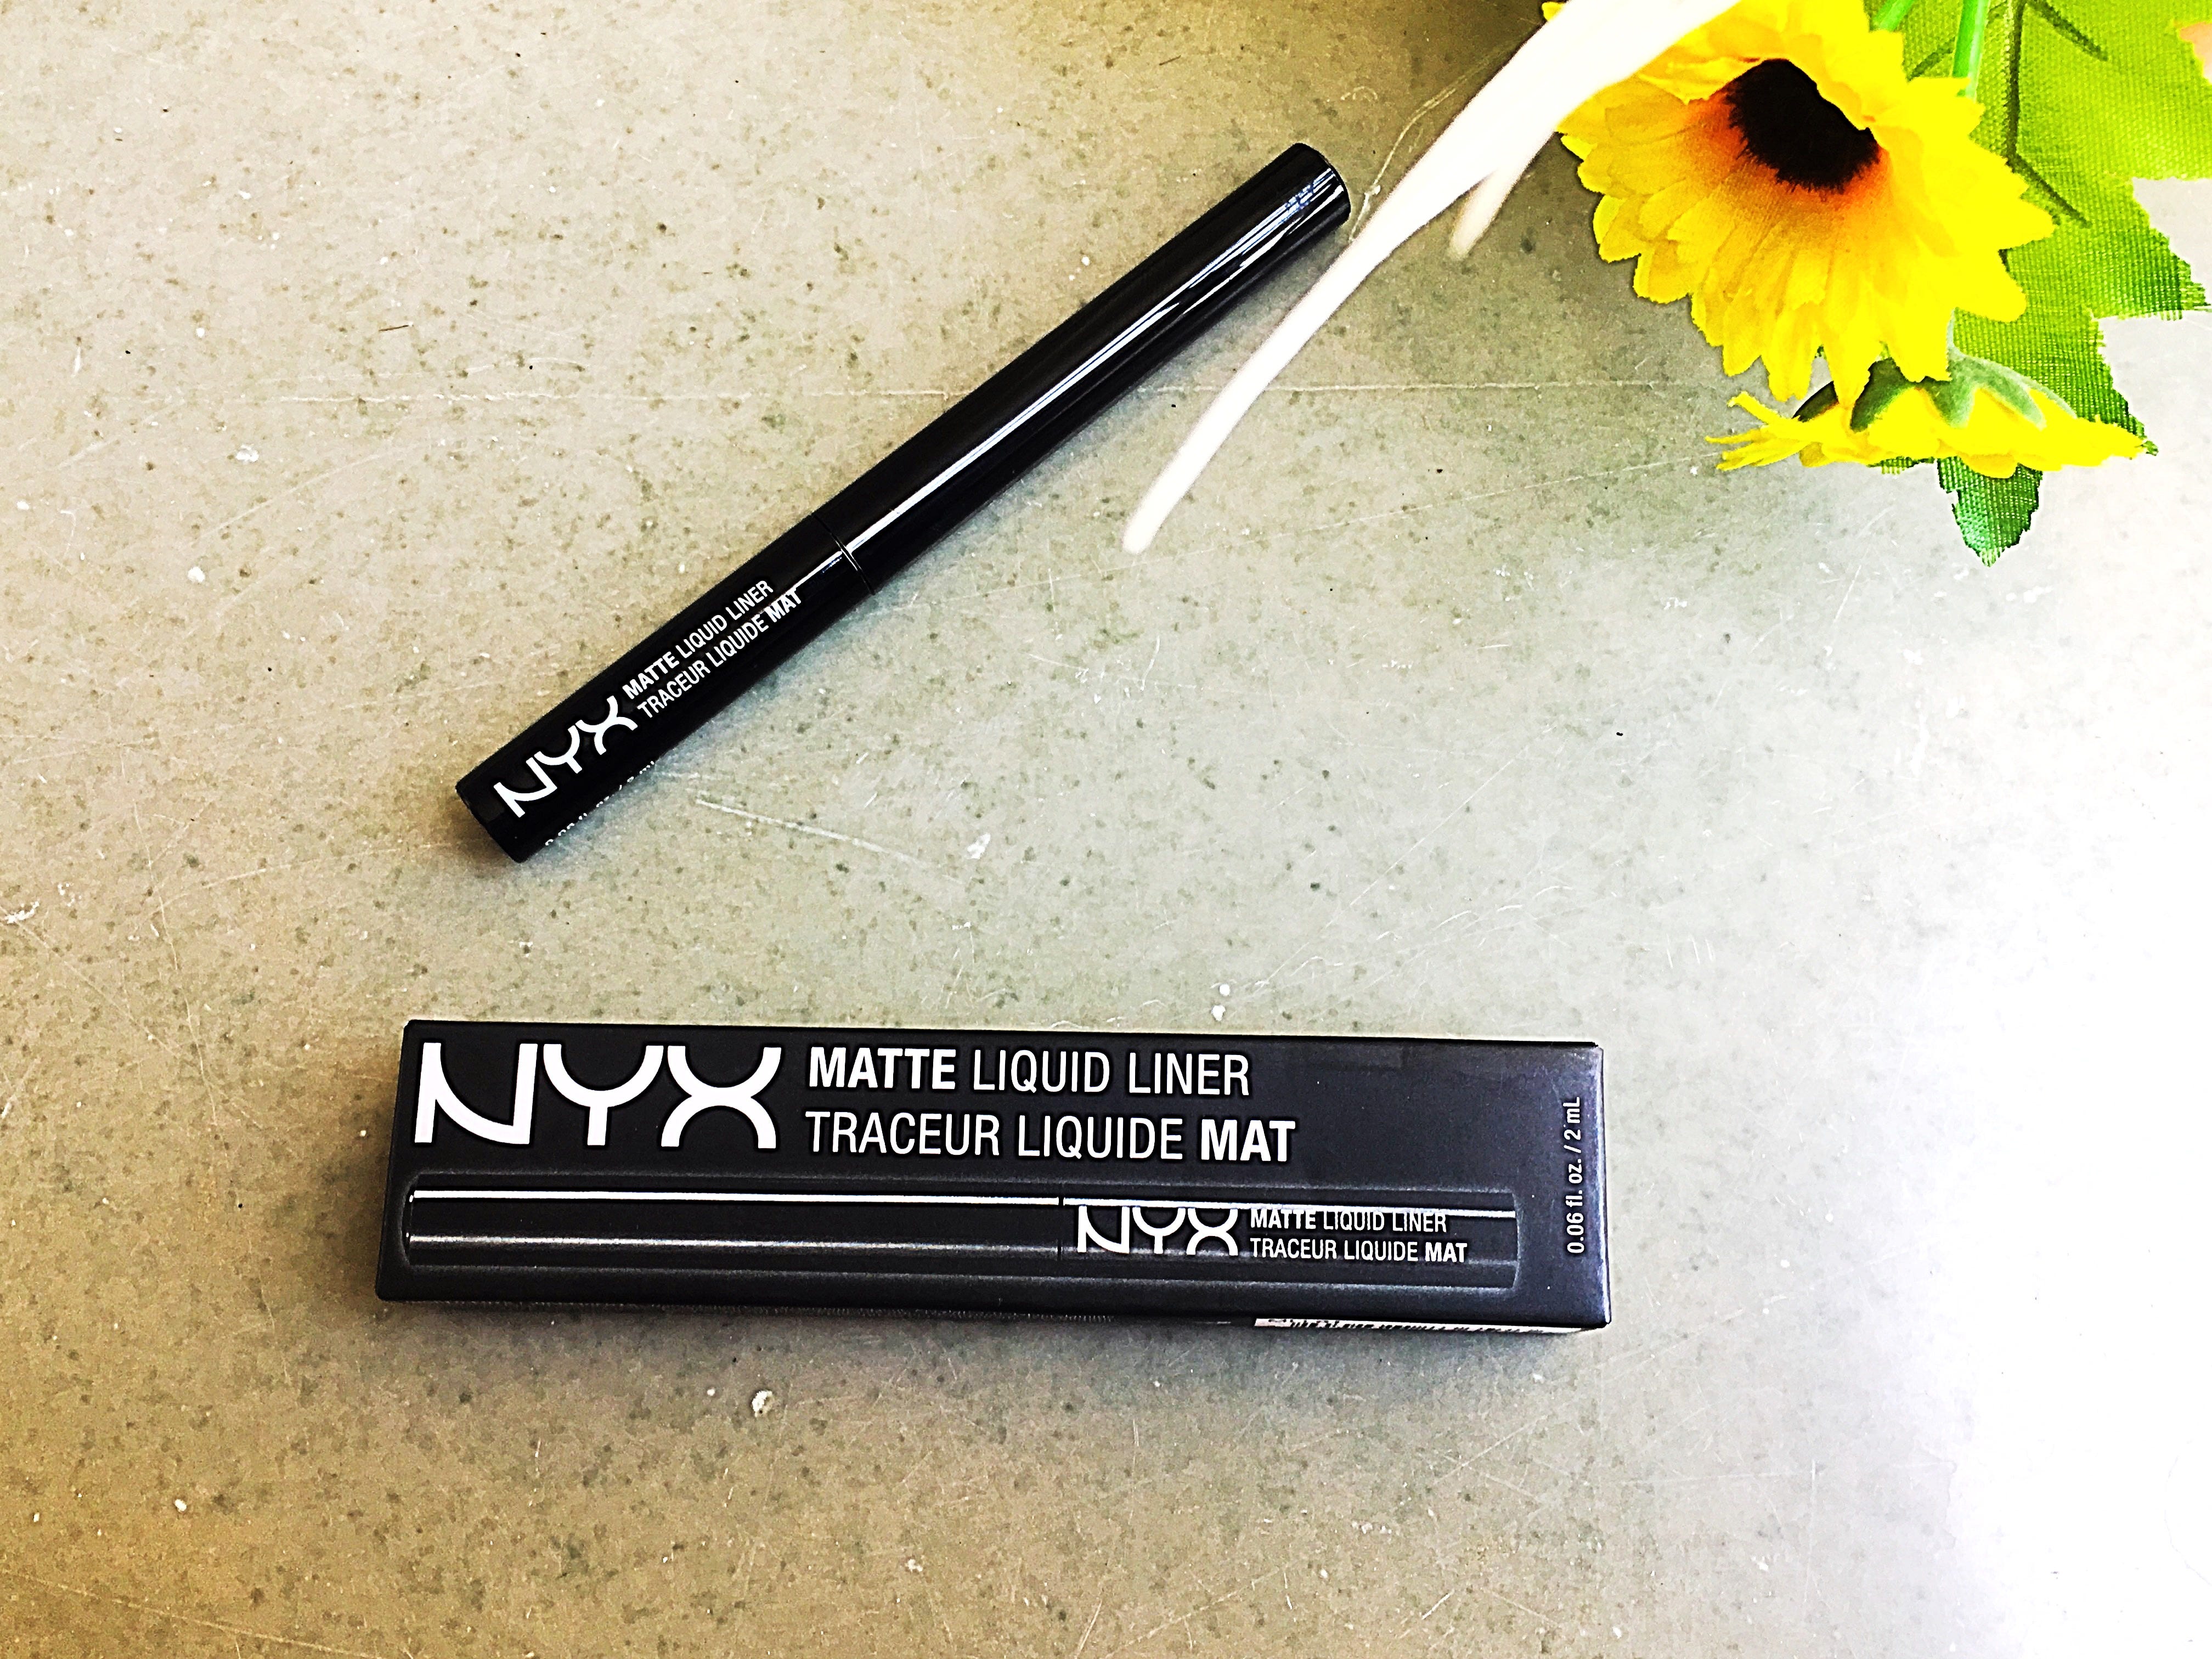 NYX
MATTE LIQUID LINER
TRACEUR LIQUIDE MAT
NYX
MATTE LIQUID LINER
TRACEUR LIQUIDE MAT
NYX
MATTE LIQUID LINER
TRACEUR LIQUIDE MAT
0.06 fl. oz. / 2 mL